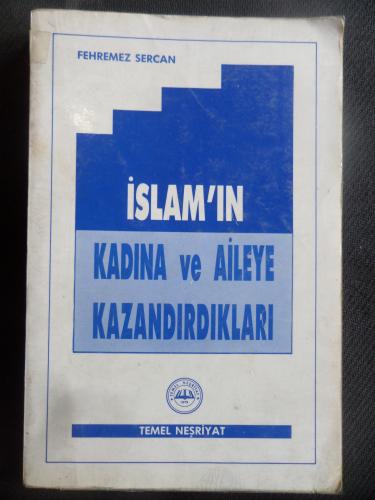 FEHREMEZ SERCAN
İSLAM'IN
KADINA ve AİLEYE
KAZANDIRDIKLARI
TEMEL NEŞRİYAT